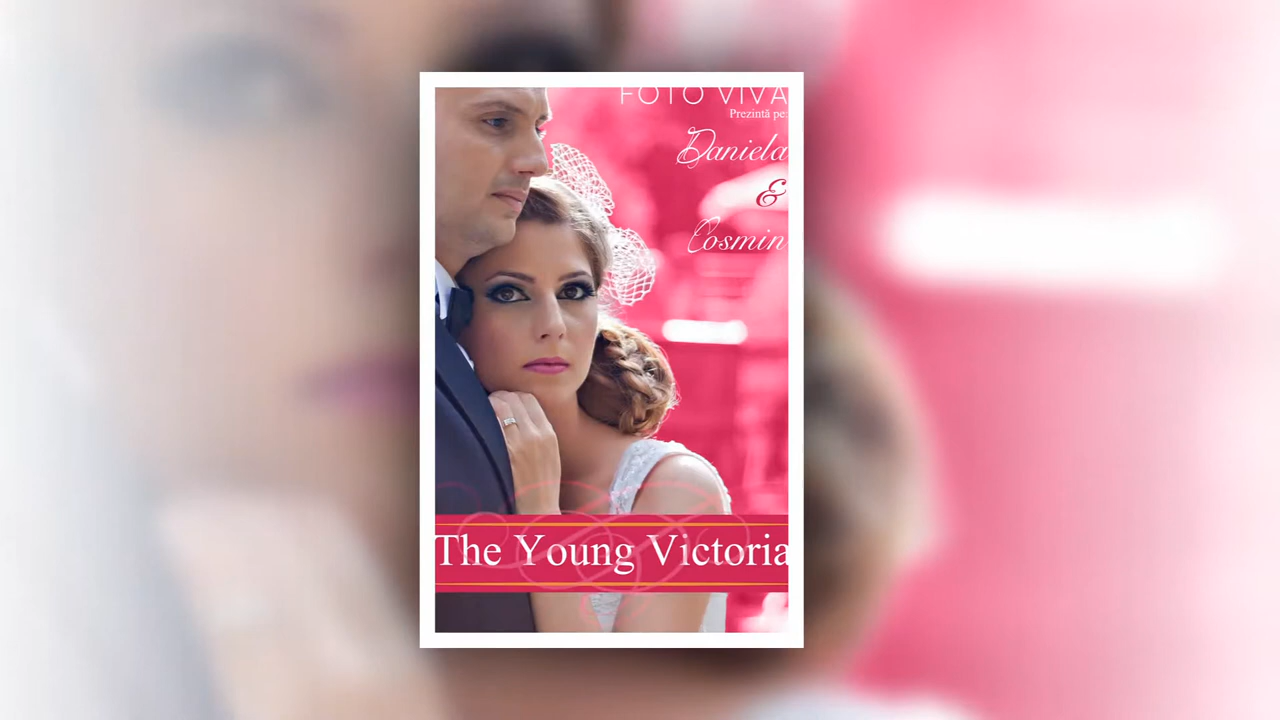 FOTO VIVA
Prezintă pe:
Daniela
&
Cosmin
The Young Victoria